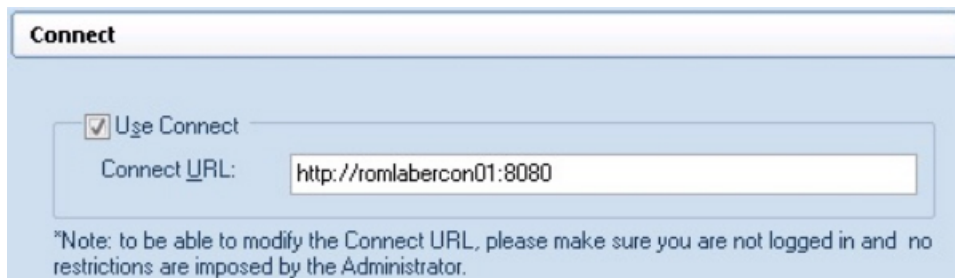 Connect
Use Connect
Connect URL: http://romlabercon01:8080
*Note: to be able to modify the Connect URL, please make sure you are not logged in and no
restrictions are imposed by the Administrator.